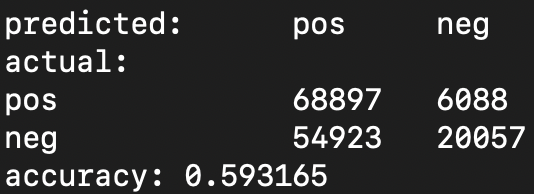 predicted: pos neg
actual:
pos 68897 6088
neg 54923 20057
accuracy: 0.593165